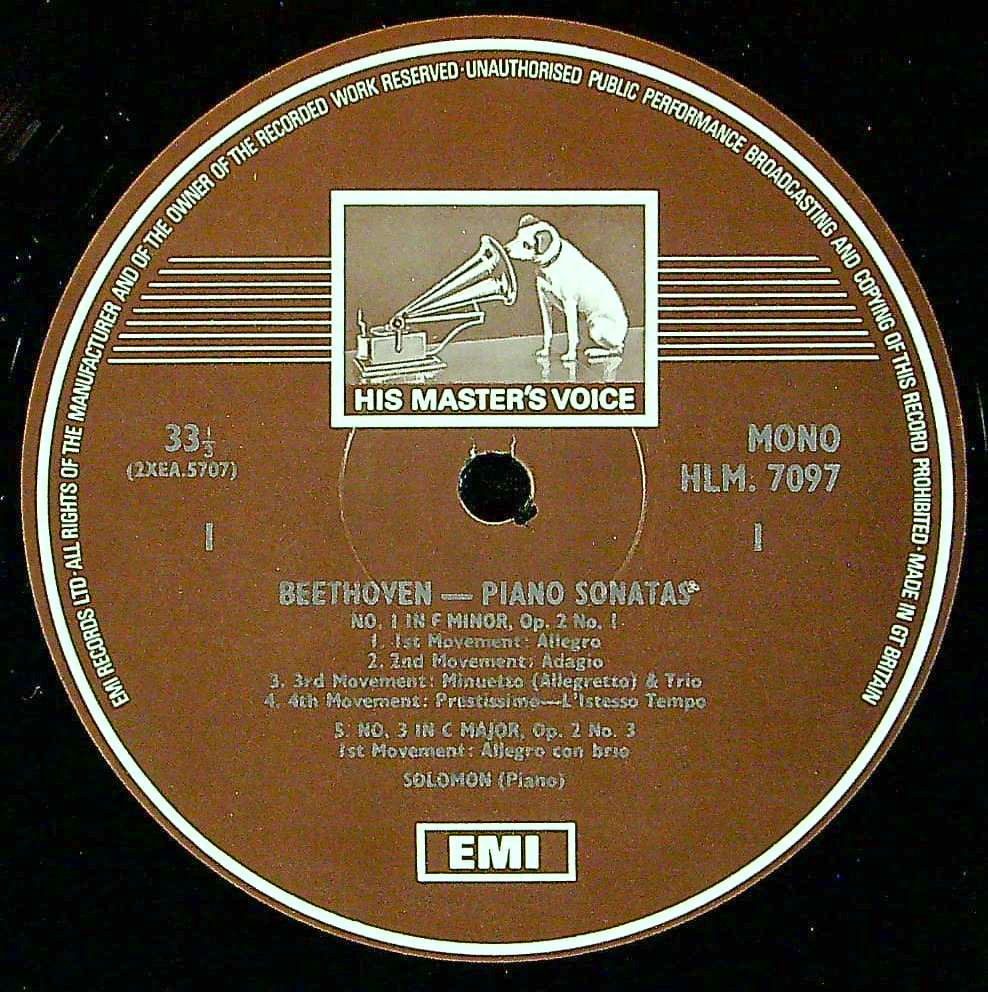 EMI RECORDS LTD · ALL RIGHTS OF THE MANUFACTURER AND OF THE OWNER OF THE RECORDED WORK RESERVED · UNAUTHORISED PUBLIC PERFORMANCE BROADCASTING AND COPYING OF THIS RECORD PROHIBITED · MADE IN GT BRITAIN
HIS MASTER'S VOICE
33⅓ MONO
(2XEA.5707) HLM. 7097
1 1
BEETHOVEN — PIANO SONATAS
NO. 1 IN F MINOR, Op. 2 No. 1
1. 1st Movement: Allegro
2. 2nd Movement: Adagio
3. 3rd Movement: Minuetto (Allegretto) & Trio
4. 4th Movement: Prestissimo—L'Istesso Tempo
5. NO. 3 IN C MAJOR, Op. 2 No. 3
1st Movement: Allegro con brio
SOLOMON (Piano)
EMI